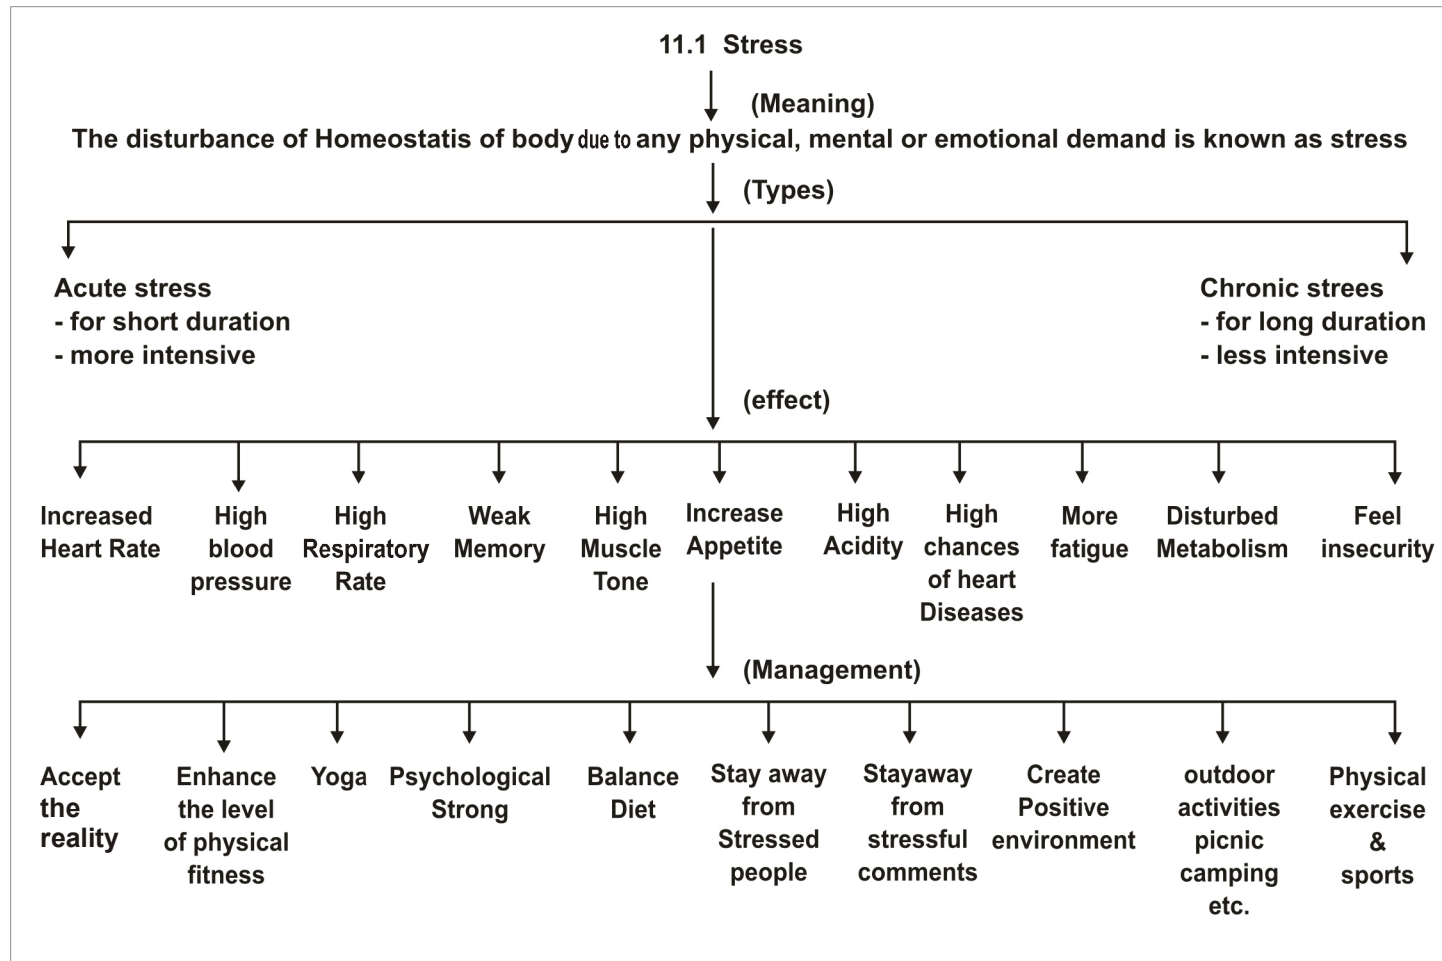 11.1 Stress
(Meaning)
The disturbance of Homeostatis of body due to any physical, mental or emotional demand is known as stress
(Types)
Acute stress
- for short duration
- more intensive
Chronic strees
- for long duration
- less intensive
(effect)
Increased
Heart Rate
High
blood
pressure
High
Respiratory
Rate
Weak
Memory
High
Muscle
Tone
Increase
Appetite
High
Acidity
High
chances
of heart
Diseases
More
fatigue
Disturbed
Metabolism
Feel
insecurity
(Management)
Accept
the
reality
Enhance
the level
of physical
fitness
Yoga
Psychological
Strong
Balance
Diet
Stay away
from
Stressed
people
Stayaway
from
stressful
comments
Create
Positive
environment
outdoor
activities
picnic
camping
etc.
Physical
exercise
&
sports